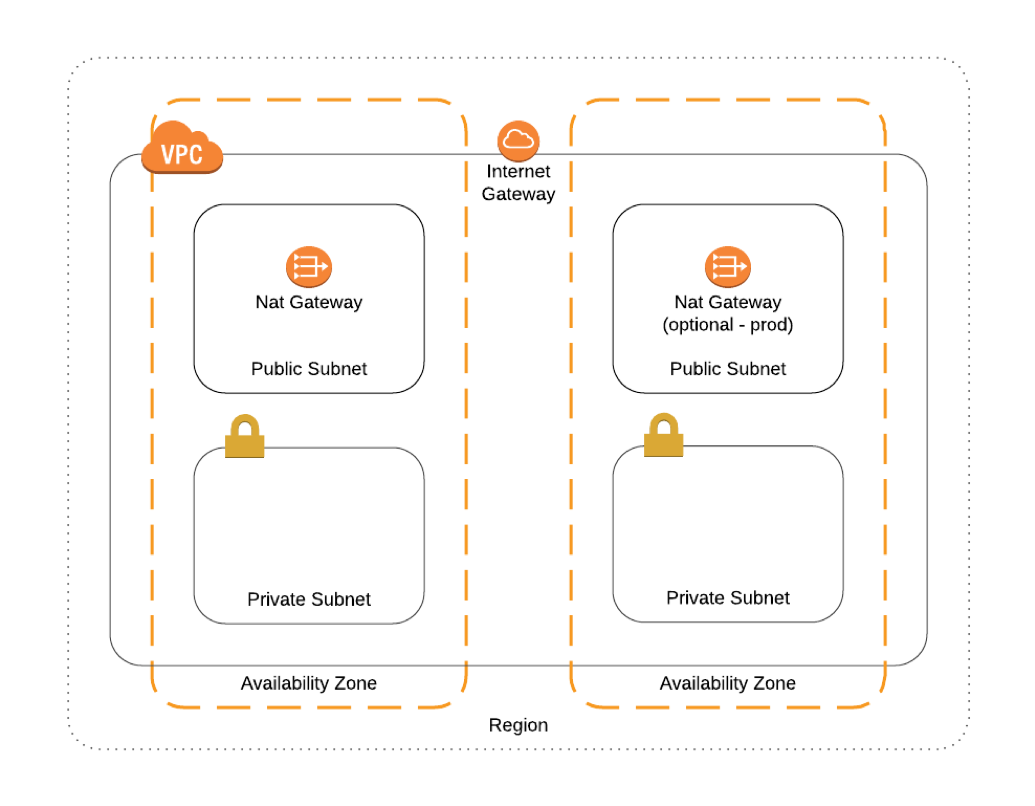 VPC
Internet
Gateway
Nat Gateway
Public Subnet
Nat Gateway
(optional - prod)
Public Subnet
Private Subnet
Private Subnet
Availability Zone
Availability Zone
Region